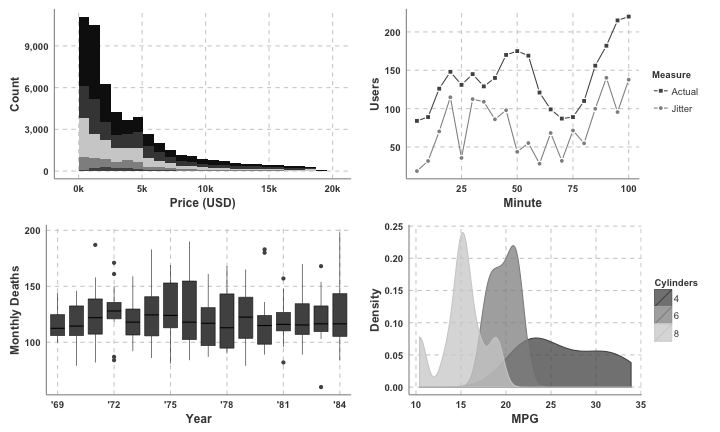 Count
9,000
6,000
3,000
0
0k 5k 10k 15k 20k
Price (USD)
Users
200
150
100
50
25 50 75 100
Minute
Measure
Actual
Jitter
Monthly Deaths
200
150
100
'69 '72 '75 '78 '81 '84
Year
Density
0.25
0.20
0.15
0.10
0.05
0.00
10 15 20 25 30 35
MPG
Cylinders
4
6
8